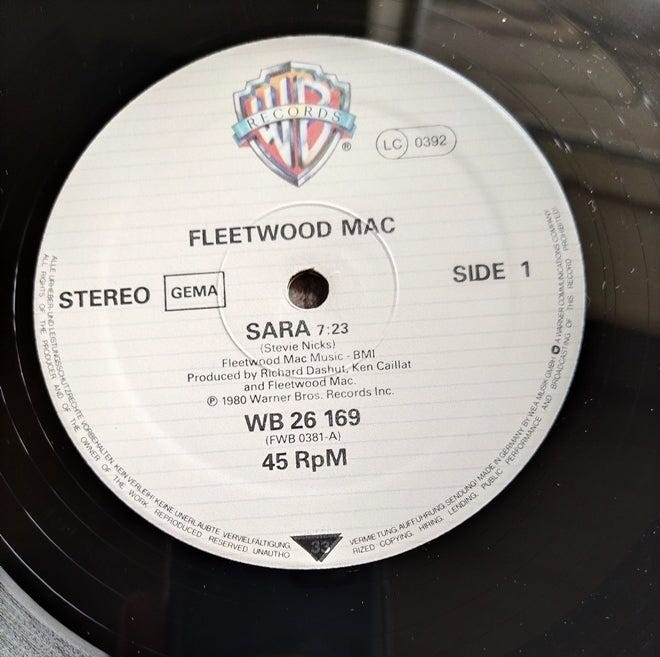 WB
RECORDS
®
LC 0392
FLEETWOOD MAC
STEREO GEMA
SIDE 1
SARA 7:23
(Stevie Nicks)
Fleetwood Mac Music - BMI
Produced by Richard Dashut, Ken Caillat
and Fleetwood Mac.
℗ 1980 Warner Bros. Records Inc.
WB 26 169
(FWB 0381-A)
45 RpM
33
ALLE URHEBER- UND LEISTUNGSSCHUTZRECHTE VORBEHALTEN. KEIN VERLEIH! KEINE UNERLAUBTE VERVIELFÄLTIGUNG, VERMIETUNG, AUFFÜHRUNG, SENDUNG! MADE IN GERMANY BY WEA MUSIK GMBH A WARNER COMMUNICATIONS COMPANY
ALL RIGHTS OF THE PRODUCER AND OF THE OWNER OF THE WORK REPRODUCED RESERVED. UNAUTHORIZED COPYING, HIRING, LENDING, PUBLIC PERFORMANCE AND BROADCASTING OF THIS RECORD PROHIBITED